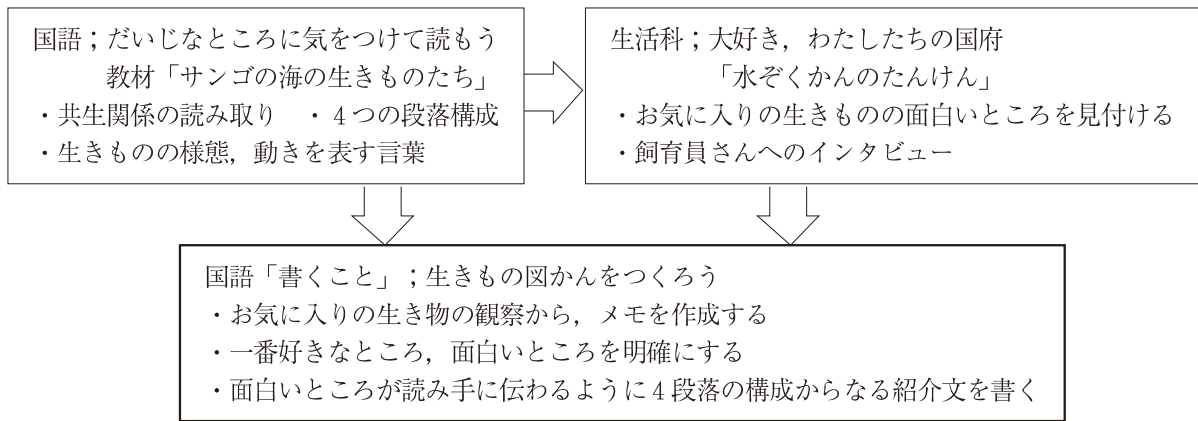 国語；だいじなところに気をつけて読もう
教材「サンゴの海の生きものたち」
・共生関係の読み取り　・4つの段落構成
・生きものの様態，動きを表す言葉
生活科；大好き，わたしたちの国府
「水ぞくかんのたんけん」
・お気に入りの生きものの面白いところを見付ける
・飼育員さんへのインタビュー
国語「書くこと」；生きもの図かんをつくろう
・お気に入りの生き物の観察から，メモを作成する
・一番好きなところ，面白いところを明確にする
・面白いところが読み手に伝わるように4段落の構成からなる紹介文を書く